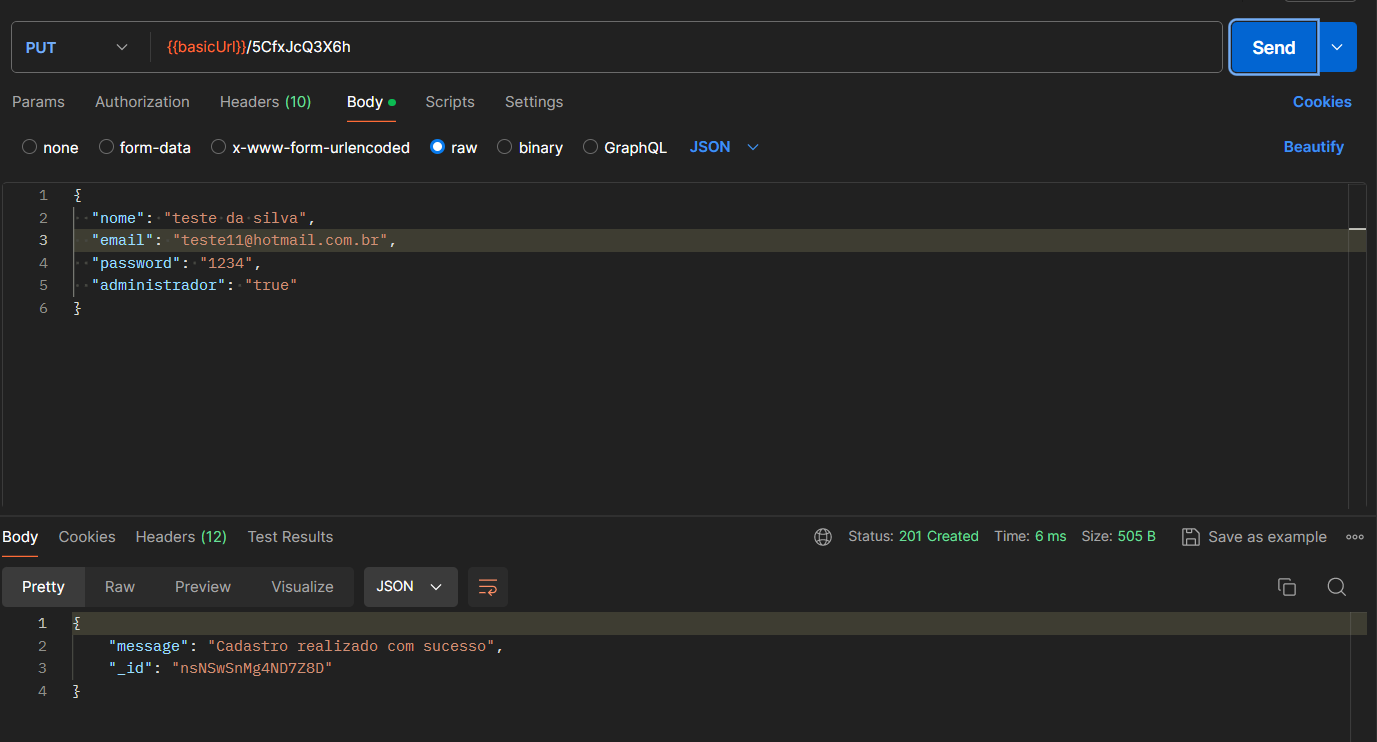 PUT {{basicUrl}}/5CfxJcQ3X6h Send
Params Authorization Headers (10) Body Scripts Settings Cookies
none form-data x-www-form-urlencoded raw binary GraphQL JSON Beautify
1 {
2 "nome": "teste da silva",
3 "email": "teste11@hotmail.com.br",
4 "password": "1234",
5 "administrador": "true"
6 }
Body Cookies Headers (12) Test Results Status: 201 Created Time: 6 ms Size: 505 B Save as example
Pretty Raw Preview Visualize JSON
1 {
2 "message": "Cadastro realizado com sucesso",
3 "_id": "nsNSwSnMg4ND7Z8D"
4 }